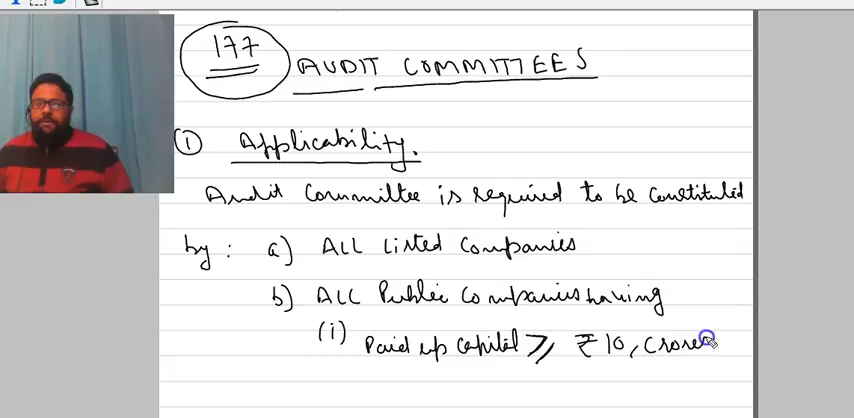 177 AUDIT COMMITTEES
① Applicability.
Audit Committee is required to be constituted
by : a) ALL Listed Companies
b) ALL Public Companies having
(i) Paid up capital ≥ ₹ 10, crores